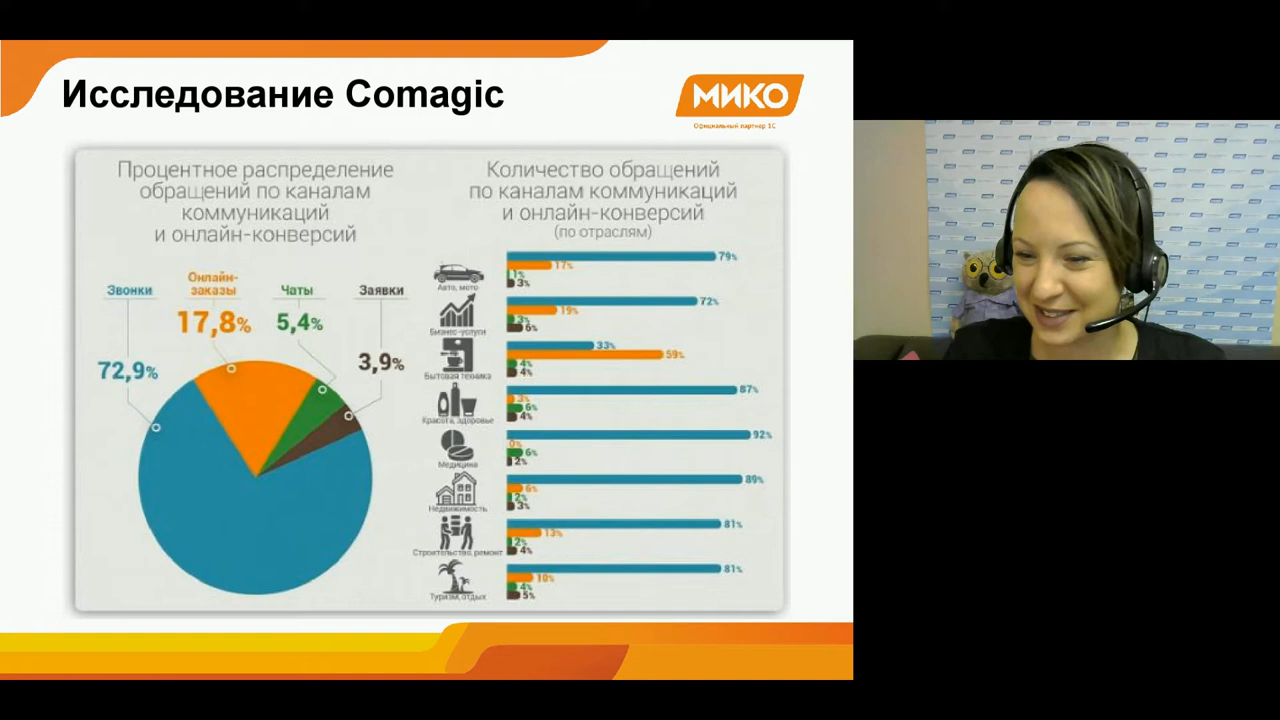 Исследование Comagic
МИКО
Официальный партнер 1С
Процентное распределение
обращений по каналам
коммуникаций
и онлайн-конверсий
Звонки
72,9%
Онлайн-
заказы
17,8%
Чаты
5,4%
Заявки
3,9%
Количество обращений
по каналам коммуникаций
и онлайн-конверсий
(по отраслям)
Авто, мото
79%
17%
1%
3%
Бизнес-услуги
72%
19%
3%
6%
Бытовая техника
33%
59%
4%
4%
Красота, здоровье
87%
3%
6%
4%
Медицина
92%
0%
6%
2%
Недвижимость
89%
6%
2%
3%
Строительство, ремонт
81%
13%
2%
4%
Туризм, отдых
81%
10%
4%
5%